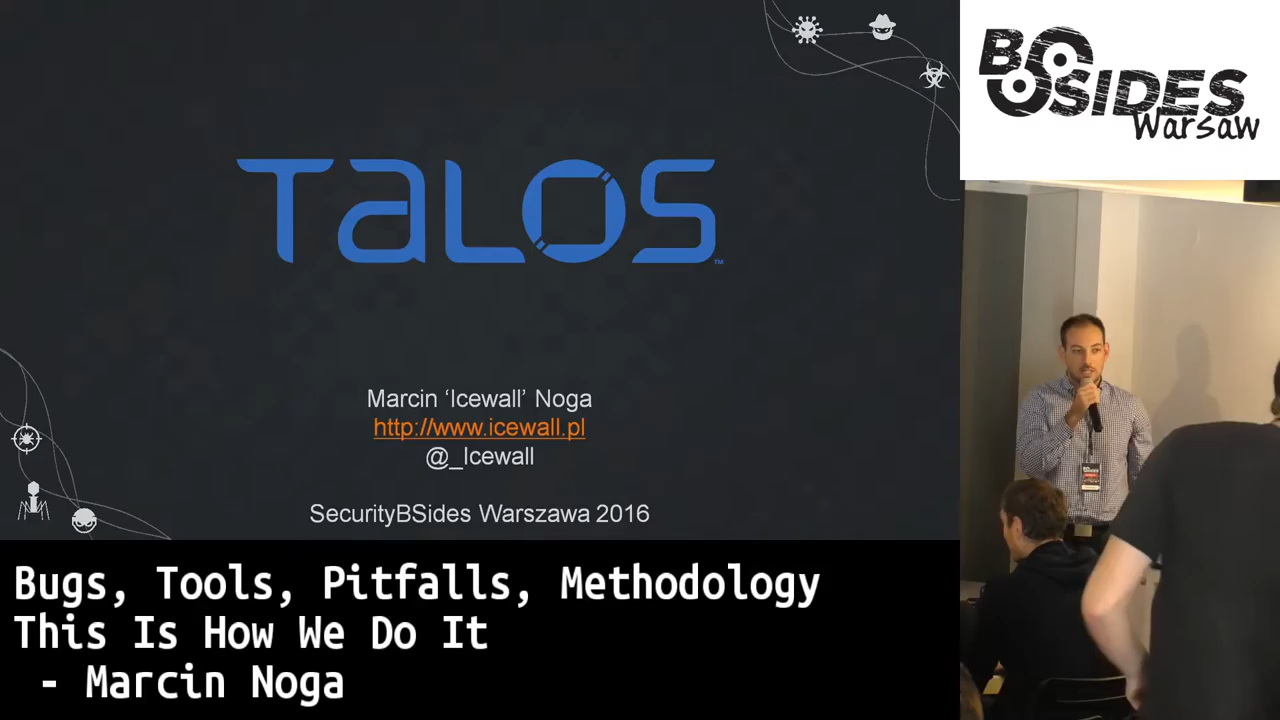 TALOS™
Marcin ‘Icewall’ Noga
http://www.icewall.pl
@_Icewall
SecurityBSides Warszawa 2016
BSIDES
Warsaw
Bugs, Tools, Pitfalls, Methodology
This Is How We Do It
- Marcin Noga